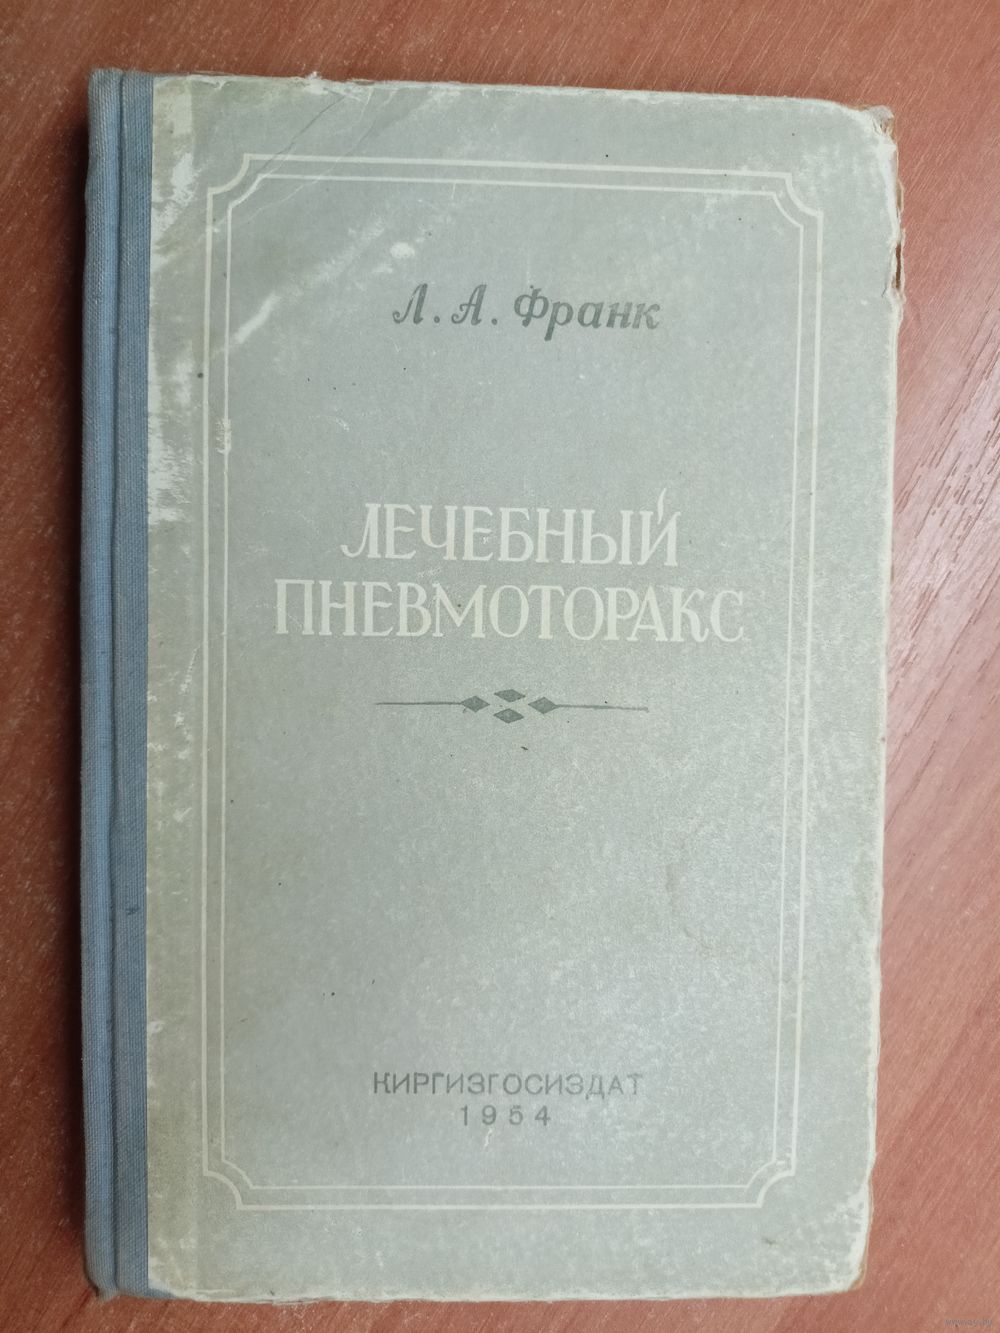 Л. А. Франк
ЛЕЧЕБНЫЙ
ПНЕВМОТОРАКС
КИРГИЗГОСИЗДАТ
1954